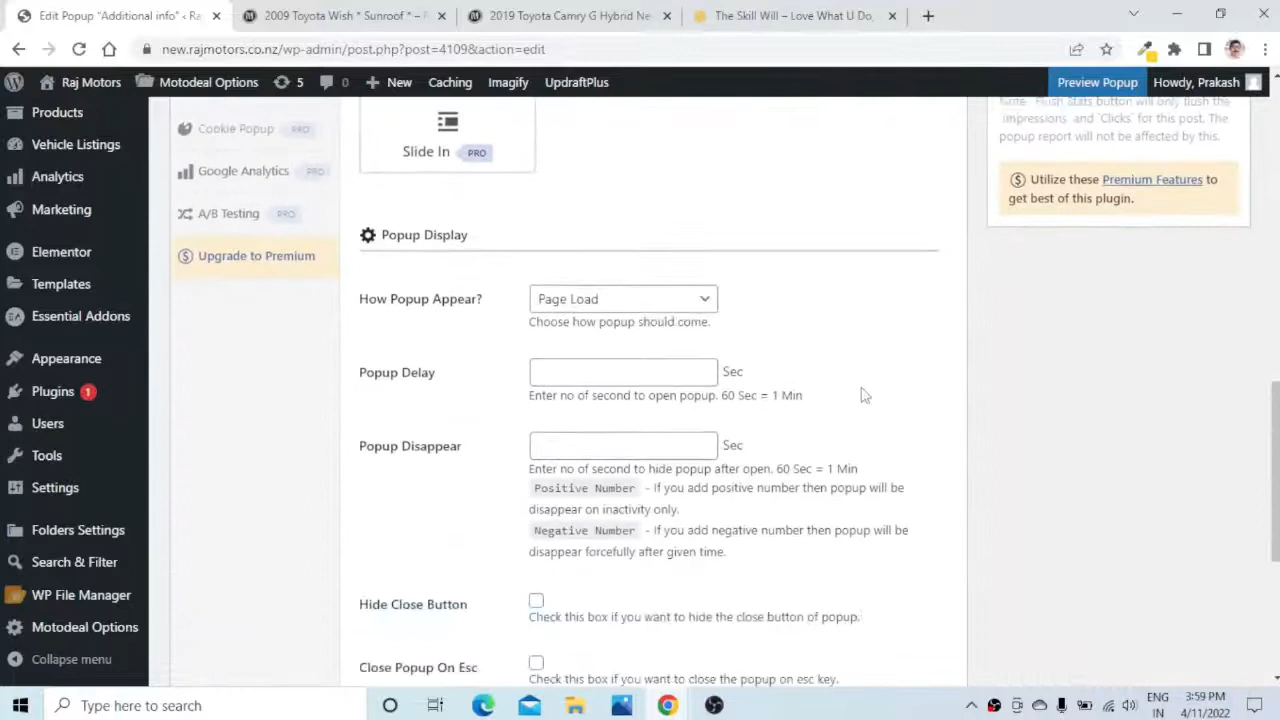 Edit Popup "Additional info" ‹ Ra
2009 Toyota Wish * Sunroof * – R
2019 Toyota Camry G Hybrid Ne
The Skill Will – Love What U Do,
new.rajmotors.co.nz/wp-admin/post.php?post=4109&action=edit
Raj Motors
Motodeal Options
5
0
New
Caching
Imagify
UpdraftPlus
Preview Popup
Howdy, Prakash
Products
Vehicle Listings
Analytics
Marketing
Elementor
Templates
Essential Addons
Appearance
Plugins 1
Users
Tools
Settings
Folders Settings
Search & Filter
WP File Manager
Motodeal Options
Collapse menu
Cookie Popup PRO
Google Analytics PRO
A/B Testing PRO
Upgrade to Premium
Slide In PRO
Popup Display
How Popup Appear?
Page Load
Choose how popup should come.
Popup Delay
Sec
Enter no of second to open popup. 60 Sec = 1 Min
Popup Disappear
Sec
Enter no of second to hide popup after open. 60 Sec = 1 Min
Positive Number - If you add positive number then popup will be
disappear on inactivity only.
Negative Number - If you add negative number then popup will be
disappear forcefully after given time.
Hide Close Button
Check this box if you want to hide the close button of popup.
Close Popup On Esc
Check this box if you want to close the popup on esc key.
Note Flush Stats button will only flush the
'Impressions' and 'Clicks' for this post. The
popup report will not be affected by this.
Utilize these Premium Features to
get best of this plugin.
Type here to search
ENG
IN
3:59 PM
4/11/2022